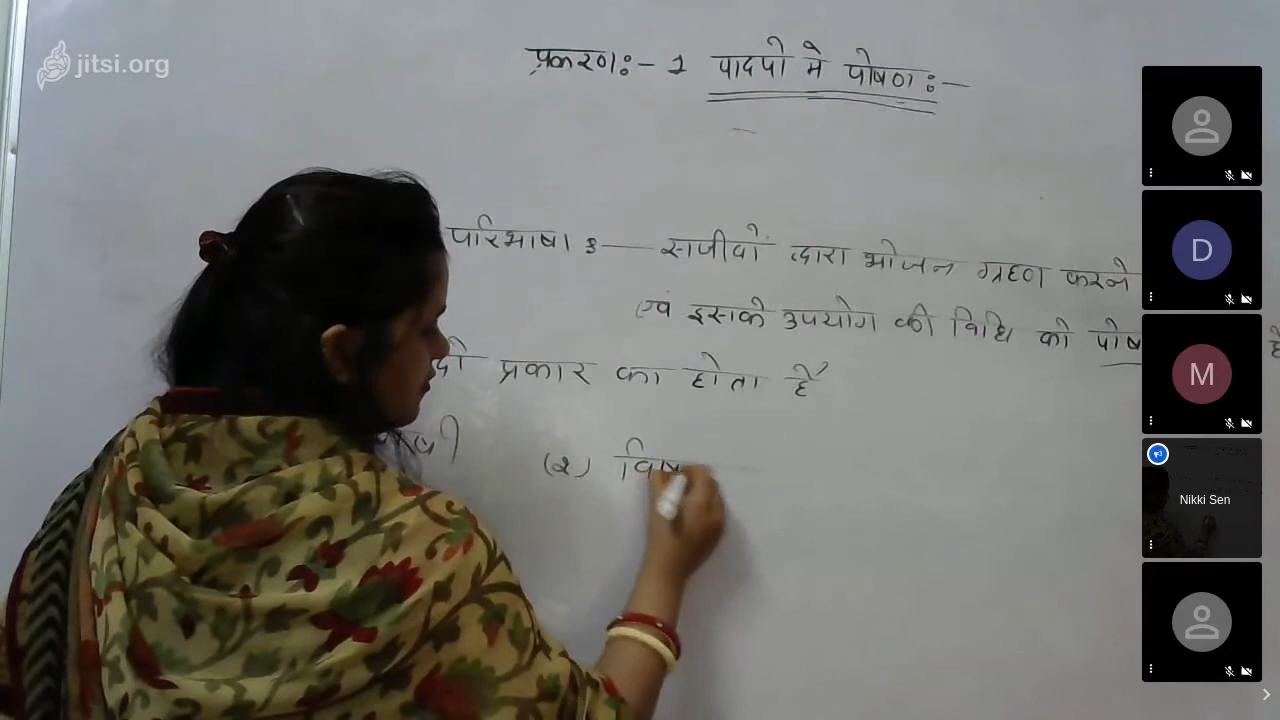 jitsi.org
प्रकरण:- 1 पादपो मे पोषण:-
परिभाषा :- सजीवो द्वारा भोजन ग्रहण करने
एवं इसके उपयोग की विधि को पोष
दो प्रकार का होता है
(2) विष
D
M
Nikki Sen